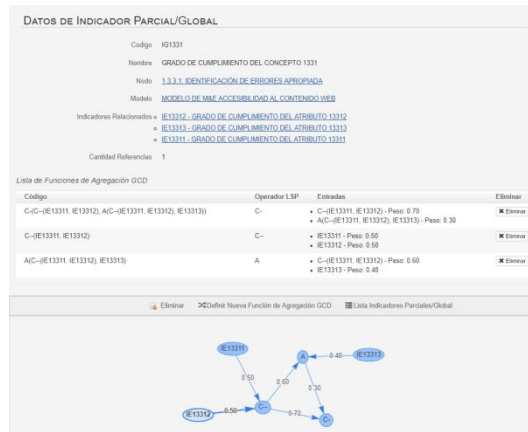 DATOS DE INDICADOR PARCIAL/GLOBAL
Codigo IG1331
Nombre GRADO DE CUMPLIMIENTO DEL CONCEPTO 1331
Nodo 1.3.3.1. IDENTIFICACIÓN DE ERRORES APROPIADA
Modelo MODELO DE M&E ACCESIBILIDAD AL CONTENIDO WEB
Indicadores Relacionados IE13312 - GRADO DE CUMPLIMIENTO DEL ATRIBUTO 13312
IE13313 - GRADO DE CUMPLIMIENTO DEL ATRIBUTO 13313
IE13311 - GRADO DE CUMPLIMIENTO DEL ATRIBUTO 13311
Cantidad Referencias 1
Lista de Funciones de Agregación GCD
Código Operador LSP Entradas Eliminar
C-(C--(IE13311, IE13312), A(C--(IE13311, IE13312), IE13313)) C- C--(IE13311, IE13312) - Peso: 0.70 Eliminar
A(C--(IE13311, IE13312), IE13313) - Peso: 0.30
C--(IE13311, IE13312) C-- IE13311 - Peso: 0.50 Eliminar
IE13312 - Peso: 0.50
A(C--(IE13311, IE13312), IE13313) A C--(IE13311, IE13312) - Peso: 0.60 Eliminar
IE13313 - Peso: 0.40
Eliminar Definir Nueva Función de Agregación GCD Lista Indicadores Parciales/Global
IE13311
A 0.40 IE13313
0.50 0.60 0.30
IE13312 0.50 C-- 0.70 C-